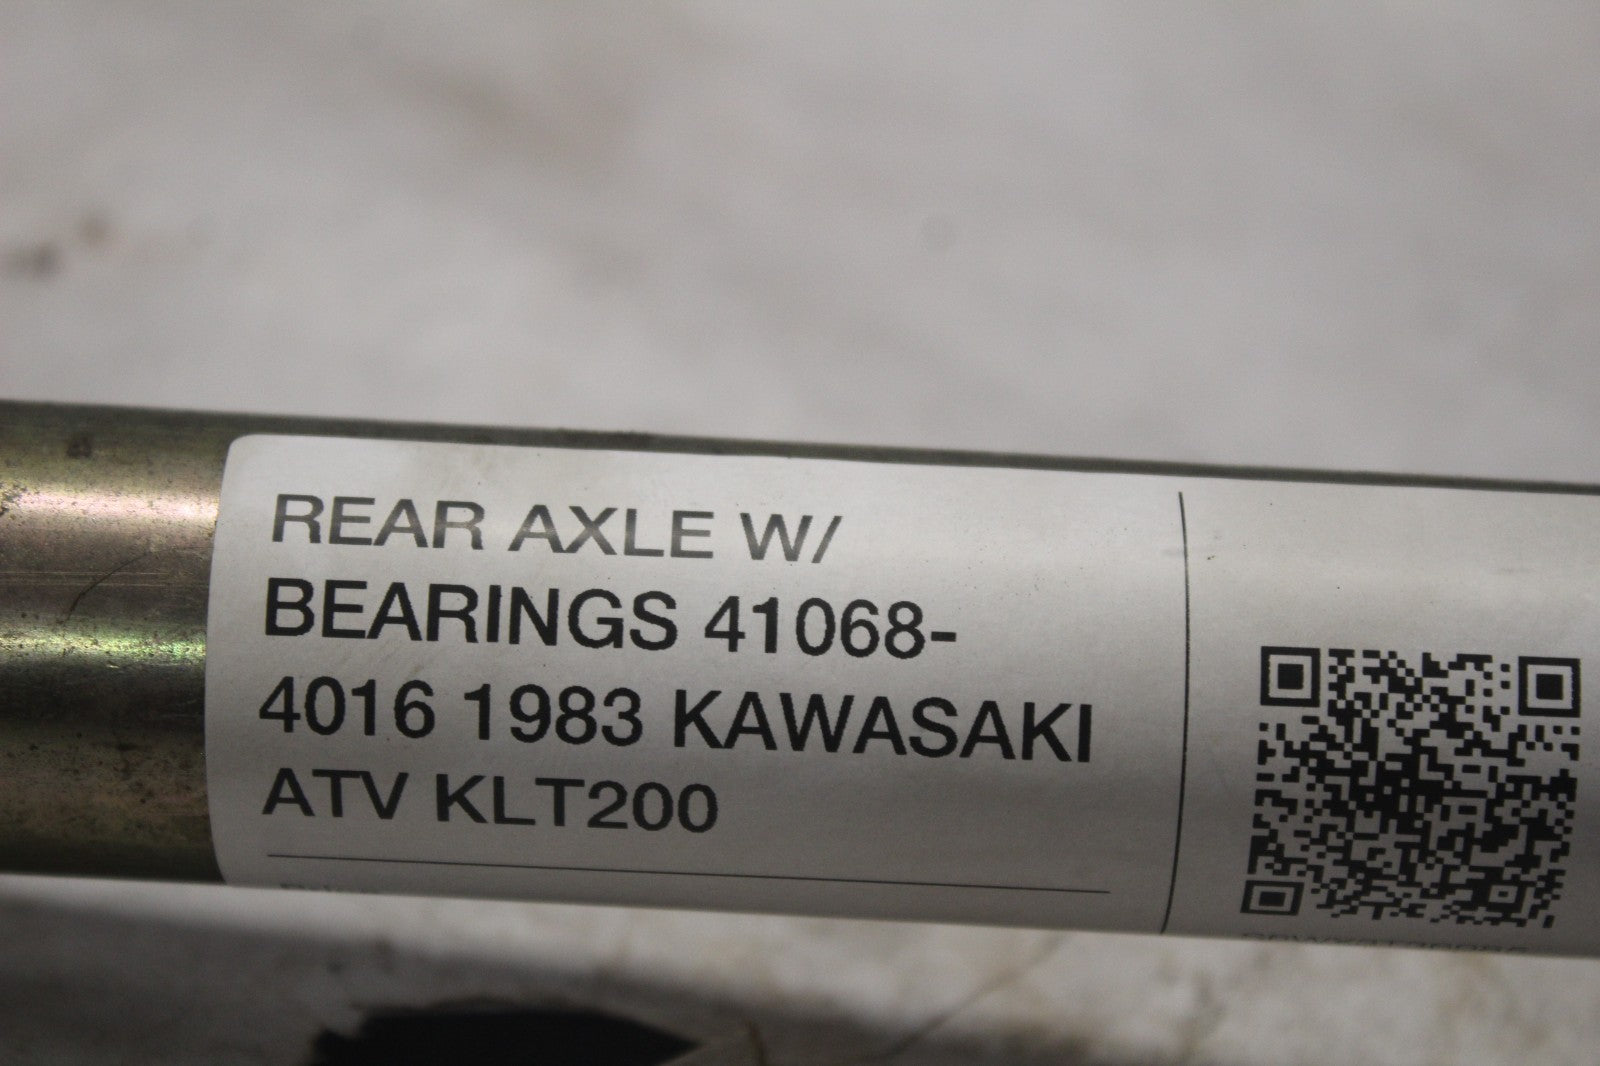 REAR AXLE W/
BEARINGS 41068-
4016 1983 KAWASAKI
ATV KLT200